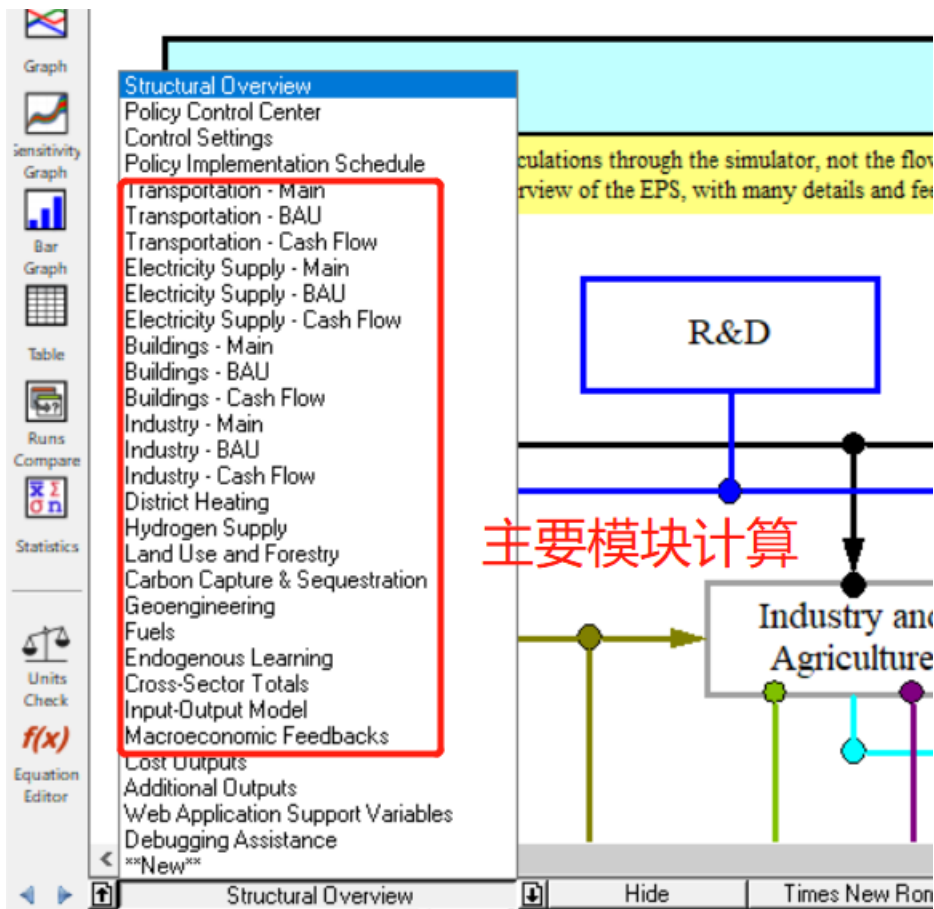 Graph
Sensitivity
Graph
Bar
Graph
Table
Runs
Compare
Statistics
Units
Check
f(x)
Equation
Editor
Structural Overview
Policy Control Center
Control Settings
Policy Implementation Schedule
Transportation - Main
Transportation - BAU
Transportation - Cash Flow
Electricity Supply - Main
Electricity Supply - BAU
Electricity Supply - Cash Flow
Buildings - Main
Buildings - BAU
Buildings - Cash Flow
Industry - Main
Industry - BAU
Industry - Cash Flow
District Heating
Hydrogen Supply
Land Use and Forestry
Carbon Capture & Sequestration
Geoengineering
Fuels
Endogenous Learning
Cross-Sector Totals
Input-Output Model
Macroeconomic Feedbacks
Cost Outputs
Additional Outputs
Web Application Support Variables
Debugging Assistance
**New**
culations through the simulator, not the flow
rview of the EPS, with many details and fee
R&D
主要模块计算
Industry and
Agriculture
Structural Overview
Hide
Times New Ron